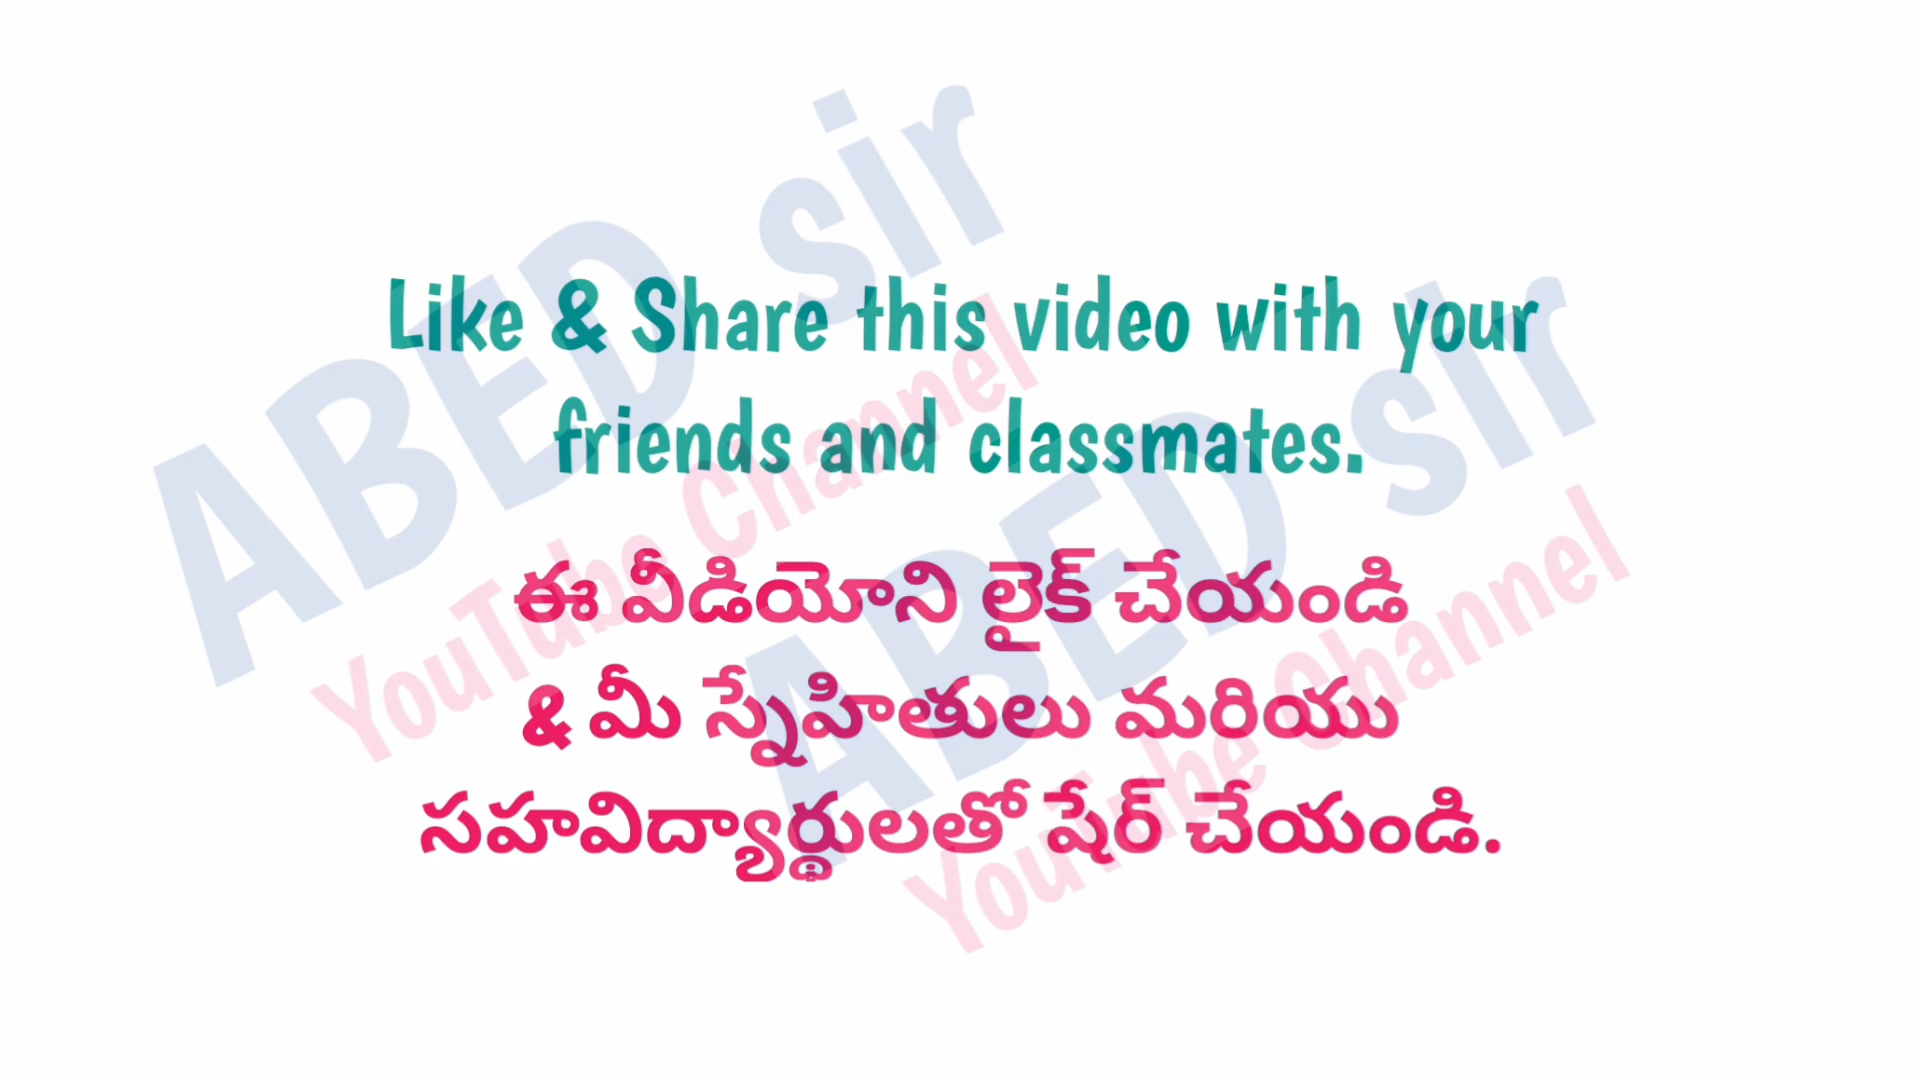 Like & Share this video with your
friends and classmates.
ఈ వీడియోని లైక్ చేయండి
& మీ స్నేహితులు మరియు
సహవిద్యార్థులతో షేర్ చేయండి.
ABED sir
YouTube Channel
ABED sir
YouTube Channel